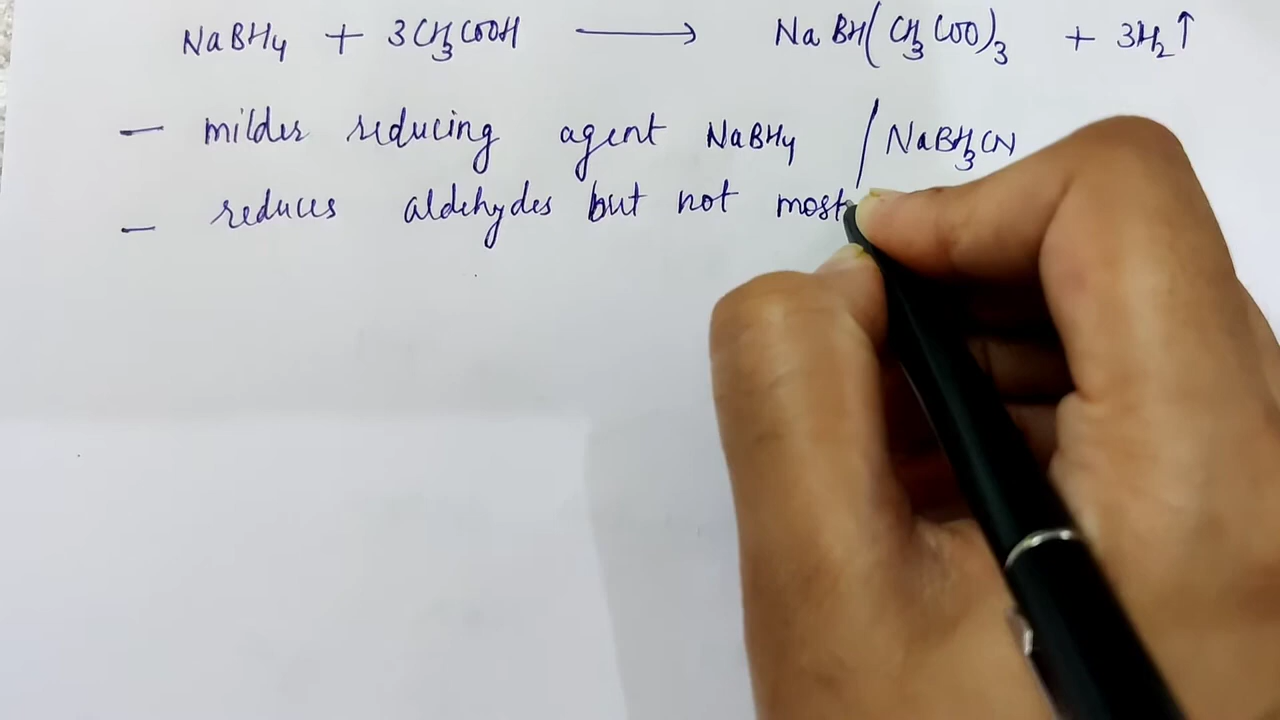 NaBH4 + 3CH3COOH ⟶ NaBH(CH3COO)3 + 3H2↑
— milder reducing agent NaBH4 / NaBH3CN
— reduces aldehydes but not most